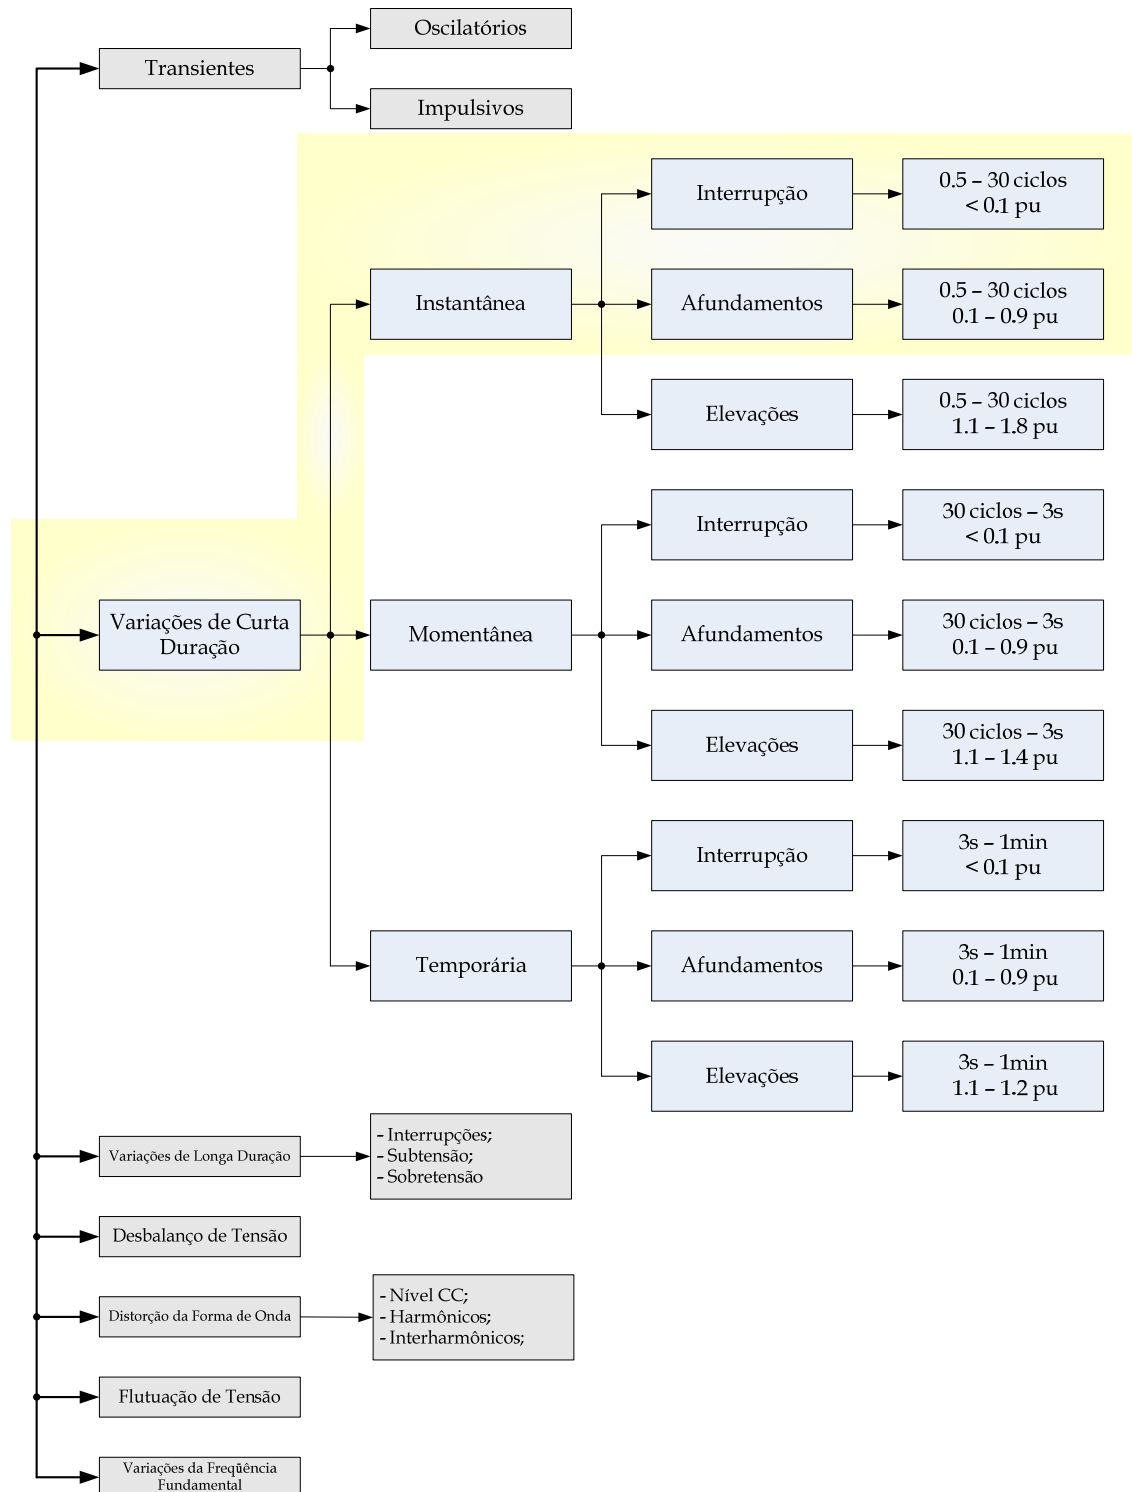 Oscilatórios
Transientes
Impulsivos
Interrupção
0.5 – 30 ciclos
< 0.1 pu
Instantânea
Afundamentos
0.5 – 30 ciclos
0.1 – 0.9 pu
Elevações
0.5 – 30 ciclos
1.1 – 1.8 pu
Interrupção
30 ciclos – 3s
< 0.1 pu
Variações de Curta
Duração
Momentânea
Afundamentos
30 ciclos – 3s
0.1 – 0.9 pu
Elevações
30 ciclos – 3s
1.1 – 1.4 pu
Interrupção
3s – 1min
< 0.1 pu
Temporária
Afundamentos
3s – 1min
0.1 – 0.9 pu
Elevações
3s – 1min
1.1 – 1.2 pu
Variações de Longa Duração
- Interrupções;
- Subtensão;
- Sobretensão
Desbalanço de Tensão
Distorção da Forma de Onda
- Nível CC;
- Harmônicos;
- Interharmônicos;
Flutuação de Tensão
Variações da Freqüência
Fundamental